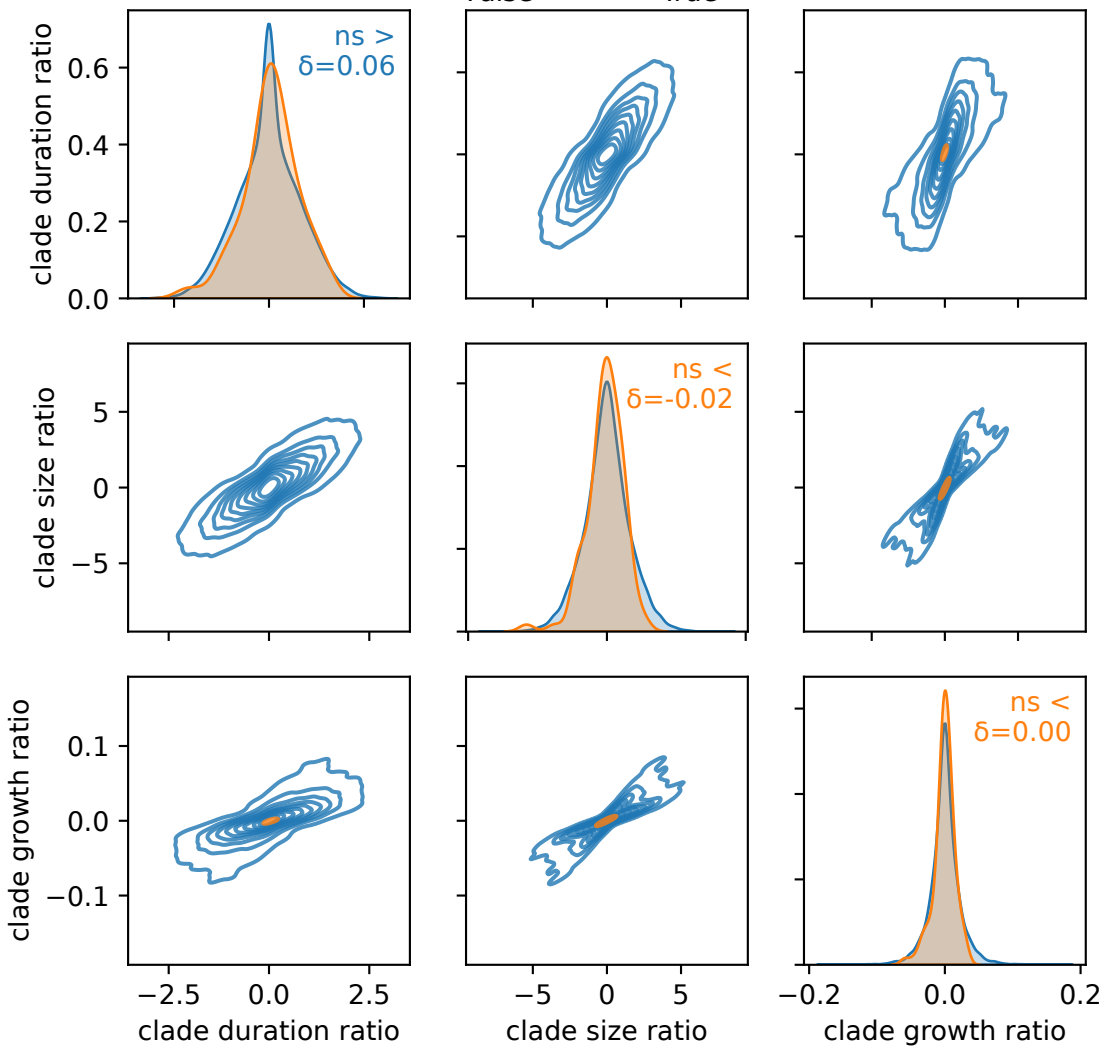 clade duration ratio
0.6
0.4
0.2
0.0
ns >
δ=0.06
clade size ratio
5
0
−5
ns <
δ=-0.02
clade growth ratio
0.1
0.0
−0.1
ns <
δ=0.00
−2.5 0.0 2.5
−5 0 5
−0.2 0.0 0.2
clade duration ratio
clade size ratio
clade growth ratio